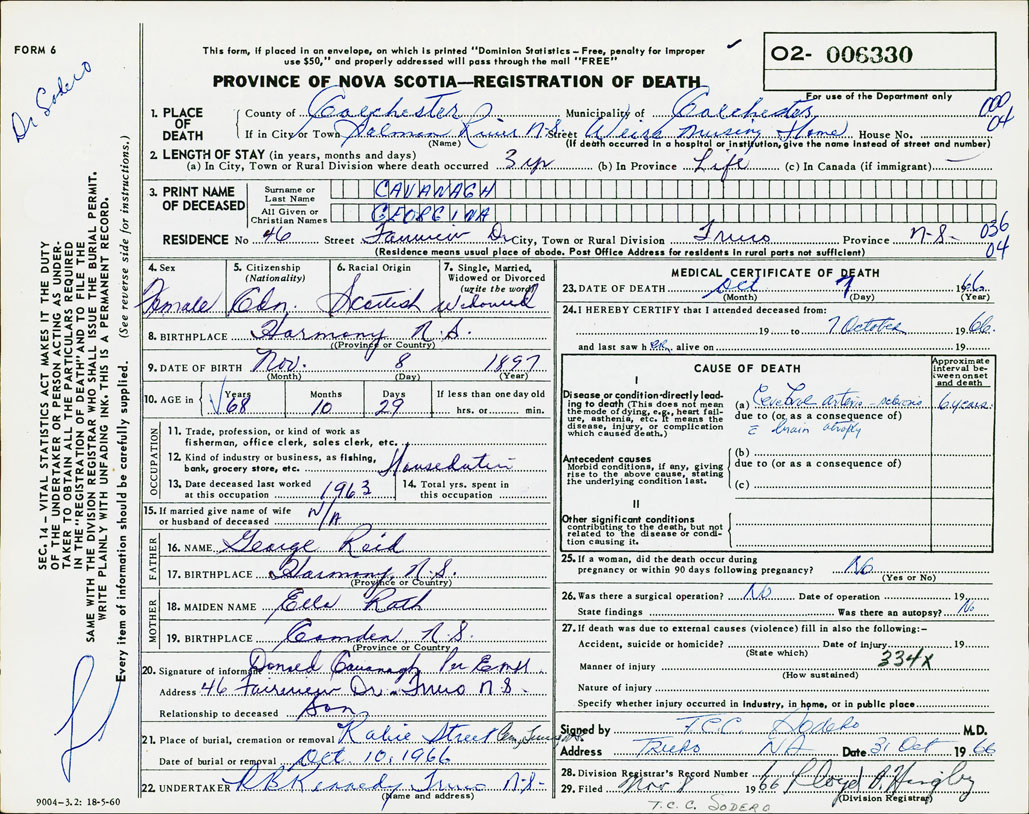 FORM 6
This form, if placed in an envelope, on which is printed "Dominion Statistics – Free, penalty for improper
use $50," and properly addressed will pass through the mail "FREE"
02- 006330
PROVINCE OF NOVA SCOTIA—REGISTRATION OF DEATH
For use of the Department only
Dr Sodero
1. PLACE OF DEATH
County of Colchester Municipality of Colchester 000
If in City or Town Salmon River N.S. Street Weirs Nursing Home House No. 04
(Name) (If death occurred in a hospital or institution, give the name instead of street and number)
2. LENGTH OF STAY (in years, months and days)
(a) In City, Town or Rural Division where death occurred 3 yr (b) In Province Life (c) In Canada (if immigrant) —
3. PRINT NAME OF DECEASED
Surname or Last Name CAVANAGH
All Given or Christian Names GEORGINA
RESIDENCE No 46 Street Fairview Dr City, Town or Rural Division Truro Province N-S- 036
(Residence means usual place of abode. Post Office Address for residents in rural parts not sufficient) 04
4. Sex
Female
5. Citizenship (Nationality)
Cdn.
6. Racial Origin
Scottish
7. Single, Married, Widowed or Divorced (write the word)
Widowed
8. BIRTHPLACE Harmony N.S.
(Province or Country)
9. DATE OF BIRTH Nov. 8 1897
(Month) (Day) (Year)
10. AGE in Years 68 Months 10 Days 29 If less than one day old
hrs. or min.
OCCUPATION
11. Trade, profession, or kind of work as
fisherman, office clerk, sales clerk, etc.
12. Kind of industry or business, as fishing,
bank, grocery store, etc. Houseduties
13. Date deceased last worked
at this occupation 1963
14. Total yrs. spent in
this occupation
15. If married give name of wife
or husband of deceased N/A
FATHER
16. NAME George Reid
17. BIRTHPLACE Harmony N.S.
(Province or Country)
MOTHER
18. MAIDEN NAME Ella Roth
19. BIRTHPLACE Camden N.S.
(Province or Country)
20. Signature of informant Donald Cavanagh Per
Address 46 Fairview Dr. Truro N S.
Relationship to deceased Son
21. Place of burial, cremation or removal Robie Street Cem, Truro N.S.
Date of burial or removal Oct 10, 1966
22. UNDERTAKER R B Kennedy Truro N-S-
(Name and address)
MEDICAL CERTIFICATE OF DEATH
23. DATE OF DEATH Oct 7 1966
(Month) (Day) (Year)
24. I HEREBY CERTIFY that I attended deceased from:
19 to 7 October 1966.
and last saw her alive on 19
CAUSE OF DEATH
Approximate interval between onset and death
I
Disease or condition directly leading to death (This does not mean
the mode of dying, e.g., heart failure, asthenia, etc. It means the
disease, injury, or complication
which caused death.)
(a) Cerebral arterio-sclerosis 6 years.
due to (or as a consequence of)
c̄ brain atrophy
Antecedent causes
Morbid conditions, if any, giving
rise to the above cause, stating
the underlying condition last.
(b)
due to (or as a consequence of)
(c)
II
Other significant conditions
contributing to the death, but not
related to the disease or condition causing it.
25. If a woman, did the death occur during
pregnancy or within 90 days following pregnancy? No
(Yes or No)
26. Was there a surgical operation? No Date of operation 19
State findings Was there an autopsy? No
27. If death was due to external causes (violence) fill in also the following:–
Accident, suicide or homicide? Date of injury 19
(State which)
334X
Manner of injury
(How sustained)
Nature of injury
Specify whether injury occurred in industry, in home, or in public place
Signed by T.C.C. Sodero M.D.
Address Truro NS Date 31 Oct 1966
28. Division Registrar's Record Number
29. Filed Nov 8 1966 Lloyd A.
(Division Registrar)
T.C.C. SODERO
SEC. 14 – VITAL STATISTICS ACT MAKES IT THE DUTY
OF THE UNDERTAKER OR PERSON ACTING AS UNDER-
TAKER TO OBTAIN ALL THE PARTICULARS REQUIRED
IN THE "REGISTRATION OF DEATH" AND TO FILE THE
SAME WITH THE DIVISION REGISTRAR WHO SHALL ISSUE THE BURIAL PERMIT.
WRITE PLAINLY WITH UNFADING INK. THIS IS A PERMANENT RECORD.
Every item of information should be carefully supplied. (See reverse side for instructions.)
9004-3.2: 18-5-60